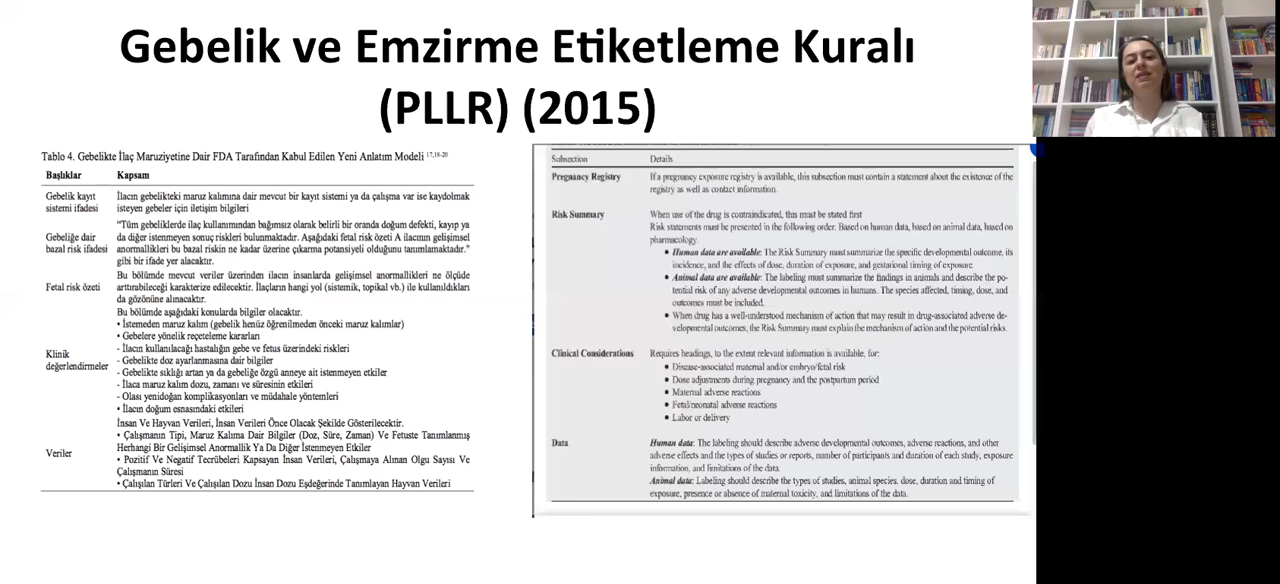 Gebelik ve Emzirme Etiketleme Kuralı
(PLLR) (2015)
Tablo 4. Gebelikte İlaç Maruziyetine Dair FDA Tarafından Kabul Edilen Yeni Anlatım Modeli 17,18-20
Başlıklar Kapsam
Gebelik kayıt sistemi ifadesi
İlacın gebelikteki maruz kalımına dair mevcut bir kayıt sistemi ya da çalışma var ise kaydolmak
isteyen gebeler için iletişim bilgileri
Gebeliğe dair bazal risk ifadesi
"Tüm gebeliklerde ilaç kullanımından bağımsız olarak belirli bir oranda doğum defekti, kayıp ya
da diğer istenmeyen sonuç riskleri bulunmaktadır. Aşağıdaki fetal risk özeti A ilacının gelişimsel
anormallikleri bu bazal riskin ne kadar üzerine çıkarma potansiyeli olduğunu tanımlamaktadır."
gibi bir ifade yer alacaktır.
Fetal risk özeti
Bu bölümde mevcut veriler üzerinden ilacın insanlarda gelişimsel anormallikleri ne ölçüde
arttırabileceği karakterize edilecektir. İlaçların hangi yol (sistemik, topikal vb.) ile kullanıldıkları
da gözönüne alınacaktır.
Klinik değerlendirmeler
Bu bölümde aşağıdaki konularda bilgiler olacaktır.
• İstemeden maruz kalım (gebelik henüz öğrenilmeden önceki maruz kalımlar)
• Gebelere yönelik reçeteleme kararları
- İlacın kullanılacağı hastalığın gebe ve fetus üzerindeki riskleri
- Gebelikte doz ayarlanmasına dair bilgiler
- Gebelikte sıklığı artan ya da gebeliğe özgü anneye ait istenmeyen etkiler
- İlaca maruz kalım dozu, zamanı ve süresinin etkileri
- Olası yenidoğan komplikasyonları ve müdahale yöntemleri
• İlacın doğum esnasındaki etkileri
Veriler
İnsan Ve Hayvan Verileri, İnsan Verileri Önce Olacak Şekilde Gösterilecektir.
• Çalışmanın Tipi, Maruz Kalıma Dair Bilgiler (Doz, Süre, Zaman) Ve Fetuste Tanımlanmış
Herhangi Bir Gelişimsel Anormallik Ya Da Diğer İstenmeyen Etkiler
• Pozitif Ve Negatif Tecrübeleri Kapsayan İnsan Verileri, Çalışmaya Alınan Olgu Sayısı Ve
Çalışmanın Süresi
• Çalışılan Türleri Ve Çalışılan Dozu İnsan Dozu Eşdeğerinde Tanımlayan Hayvan Verileri
Subsection Details
Pregnancy Registry
If a pregnancy exposure registry is available, this subsection must contain a statement about the existence of the
registry as well as contact information.
Risk Summary
When use of the drug is contraindicated, this must be stated first
Risk statements must be presented in the following order: Based on human data, based on animal data, based on
pharmacology.
• Human data are available: The Risk Summary must summarize the specific developmental outcome, its
incidence, and the effects of dose, duration of exposure, and gestational timing of exposure.
• Animal data are available: The labeling must summarize the findings in animals and describe the po-
tential risk of any adverse developmental outcomes in humans. The species affected, timing, dose, and
outcomes must be included.
• When drug has a well-understood mechanism of action that may result in drug-associated adverse de-
velopmental outcomes, the Risk Summary must explain the mechanism of action and the potential risks.
Clinical Considerations
Requires headings, to the extent relevant information is available, for:
• Disease-associated maternal and/or embryo/fetal risk
• Dose adjustments during pregnancy and the postpartum period
• Maternal adverse reactions
• Fetal/neonatal adverse reactions
• Labor or delivery
Data
Human data: The labeling should describe adverse developmental outcomes, adverse reactions, and other
adverse effects and the types of studies or reports, number of participants and duration of each study, exposure
information, and limitations of the data.
Animal data: Labeling should describe the types of studies, animal species, dose, duration and timing of
exposure, presence or absence of maternal toxicity, and limitations of the data.